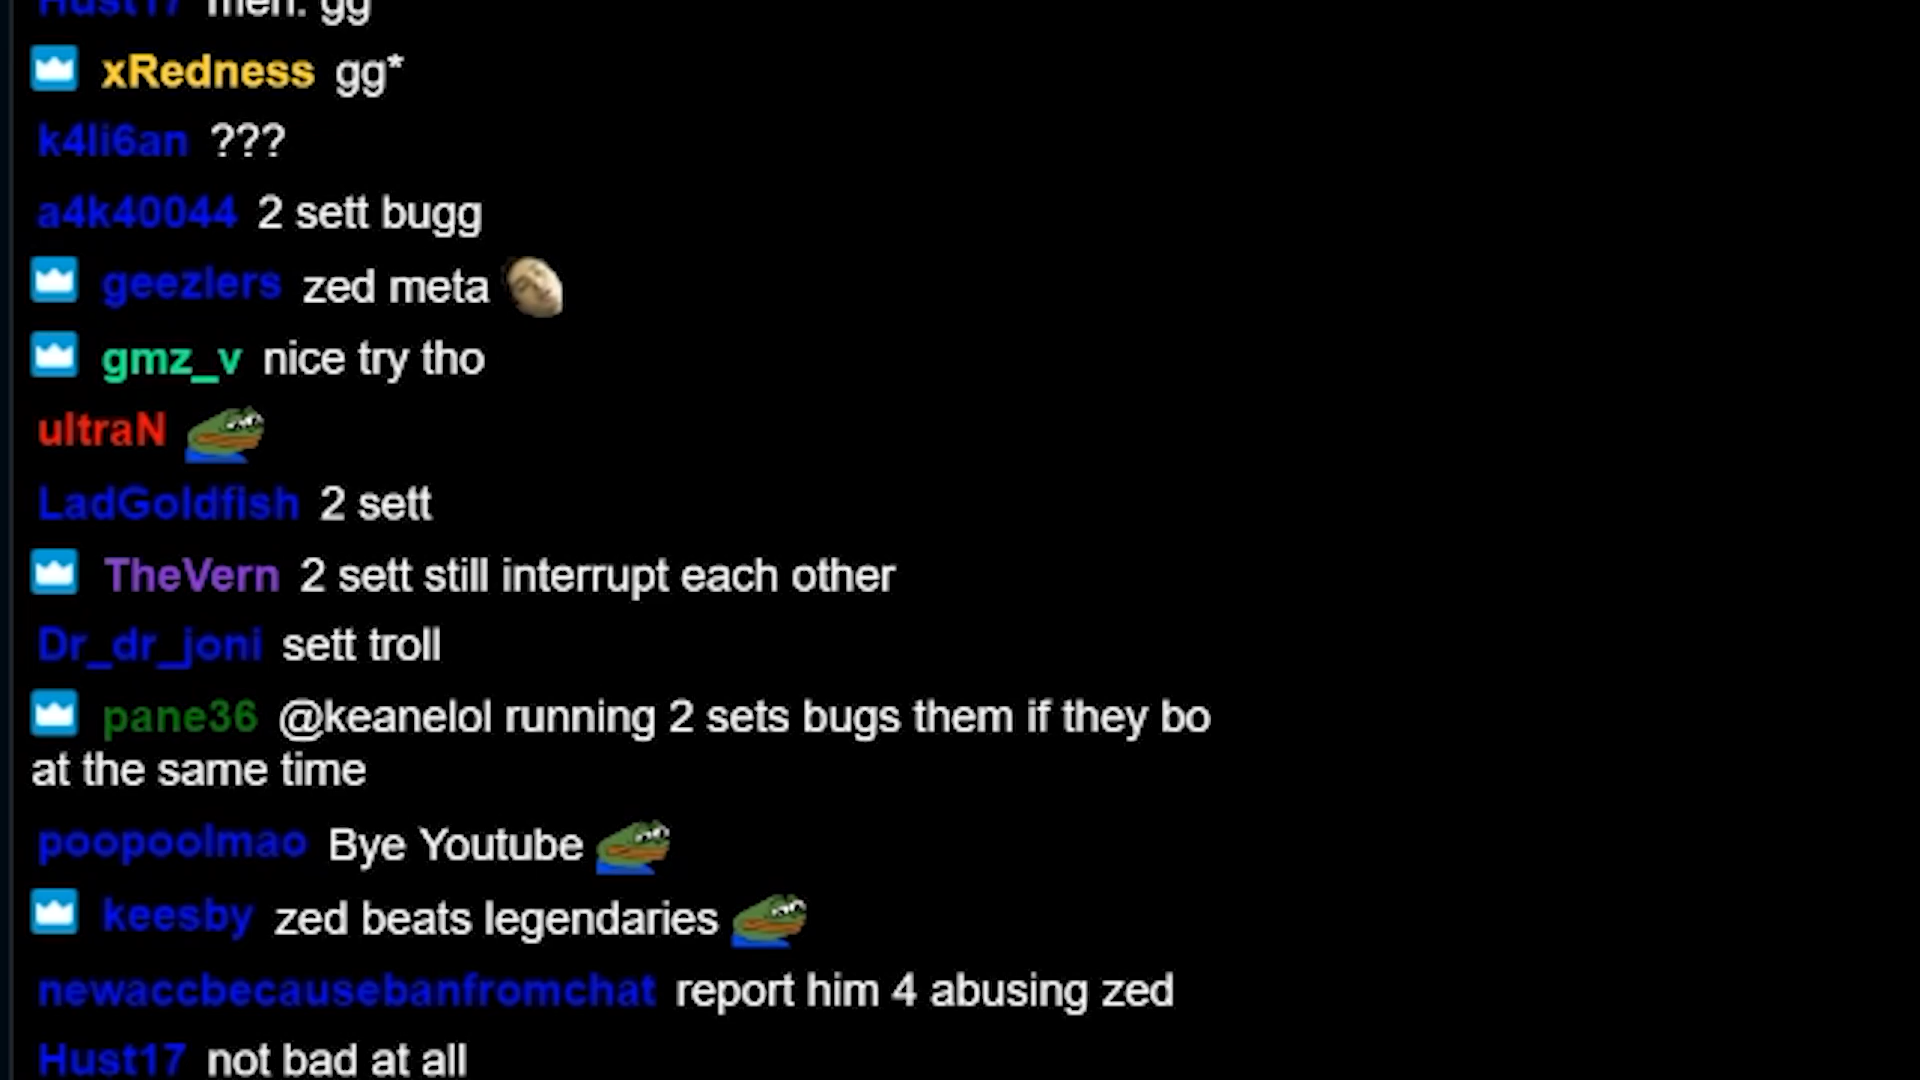 Hust17 men. gg
xRedness gg*
k4li6an ???
a4k40044 2 sett bugg
geezlers zed meta
gmz_v nice try tho
ultraN
LadGoldfish 2 sett
TheVern 2 sett still interrupt each other
Dr_dr_joni sett troll
pane36 @keanelol running 2 sets bugs them if they bo
at the same time
poopoolmao Bye Youtube
keesby zed beats legendaries
newaccbecausebanfromchat report him 4 abusing zed
Hust17 not bad at all